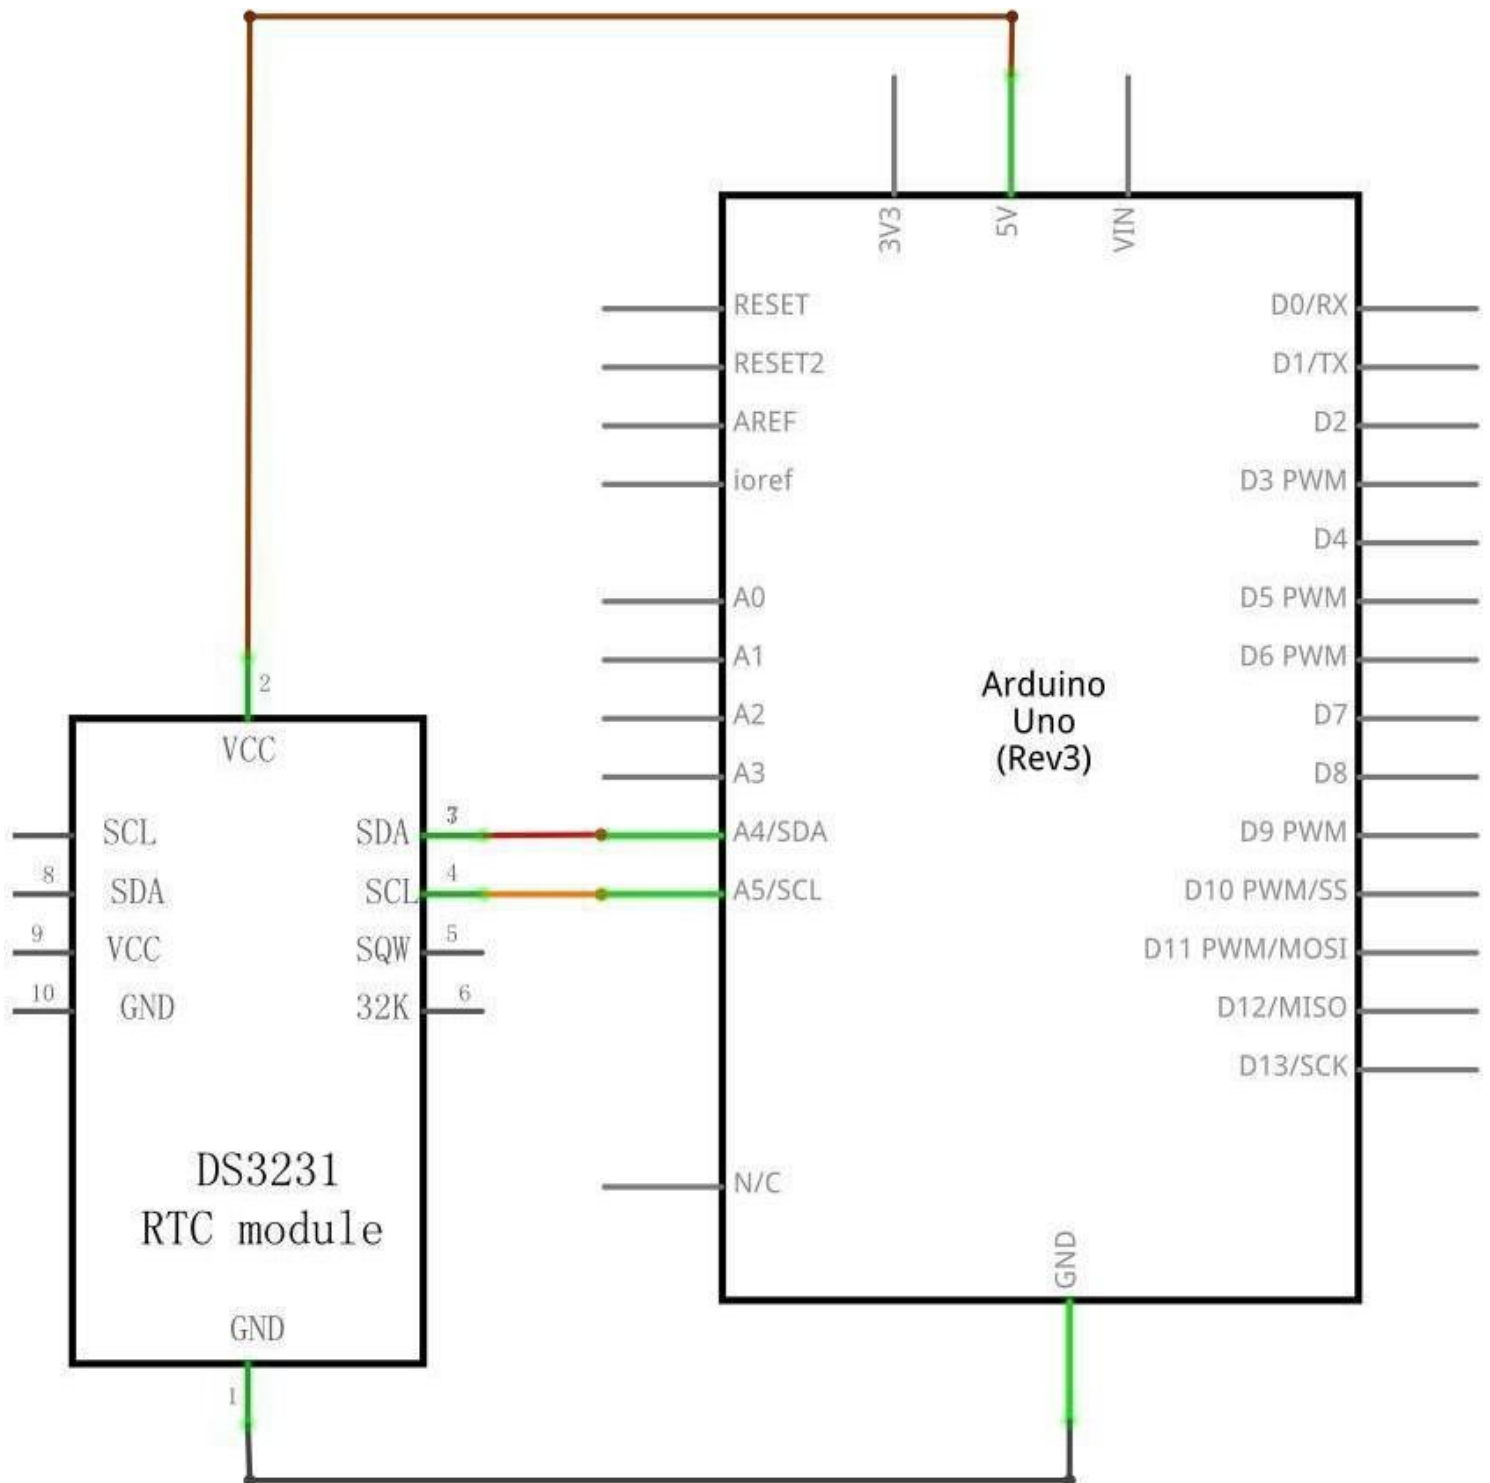 3V3
5V
VIN
RESET
D0/RX
RESET2
D1/TX
AREF
D2
ioref
D3 PWM
D4
A0
D5 PWM
A1
D6 PWM
2
Arduino
A2
Uno
D7
VCC
(Rev3)
A3
D8
3
SCL
SDA
A4/SDA
D9 PWM
8
4
SDA
SCL
A5/SCL
D10 PWM/SS
9
5
VCC
SQW
D11 PWM/MOSI
10
6
GND
32K
D12/MISO
D13/SCK
DS3231
N/C
RTC module
GND
GND
1